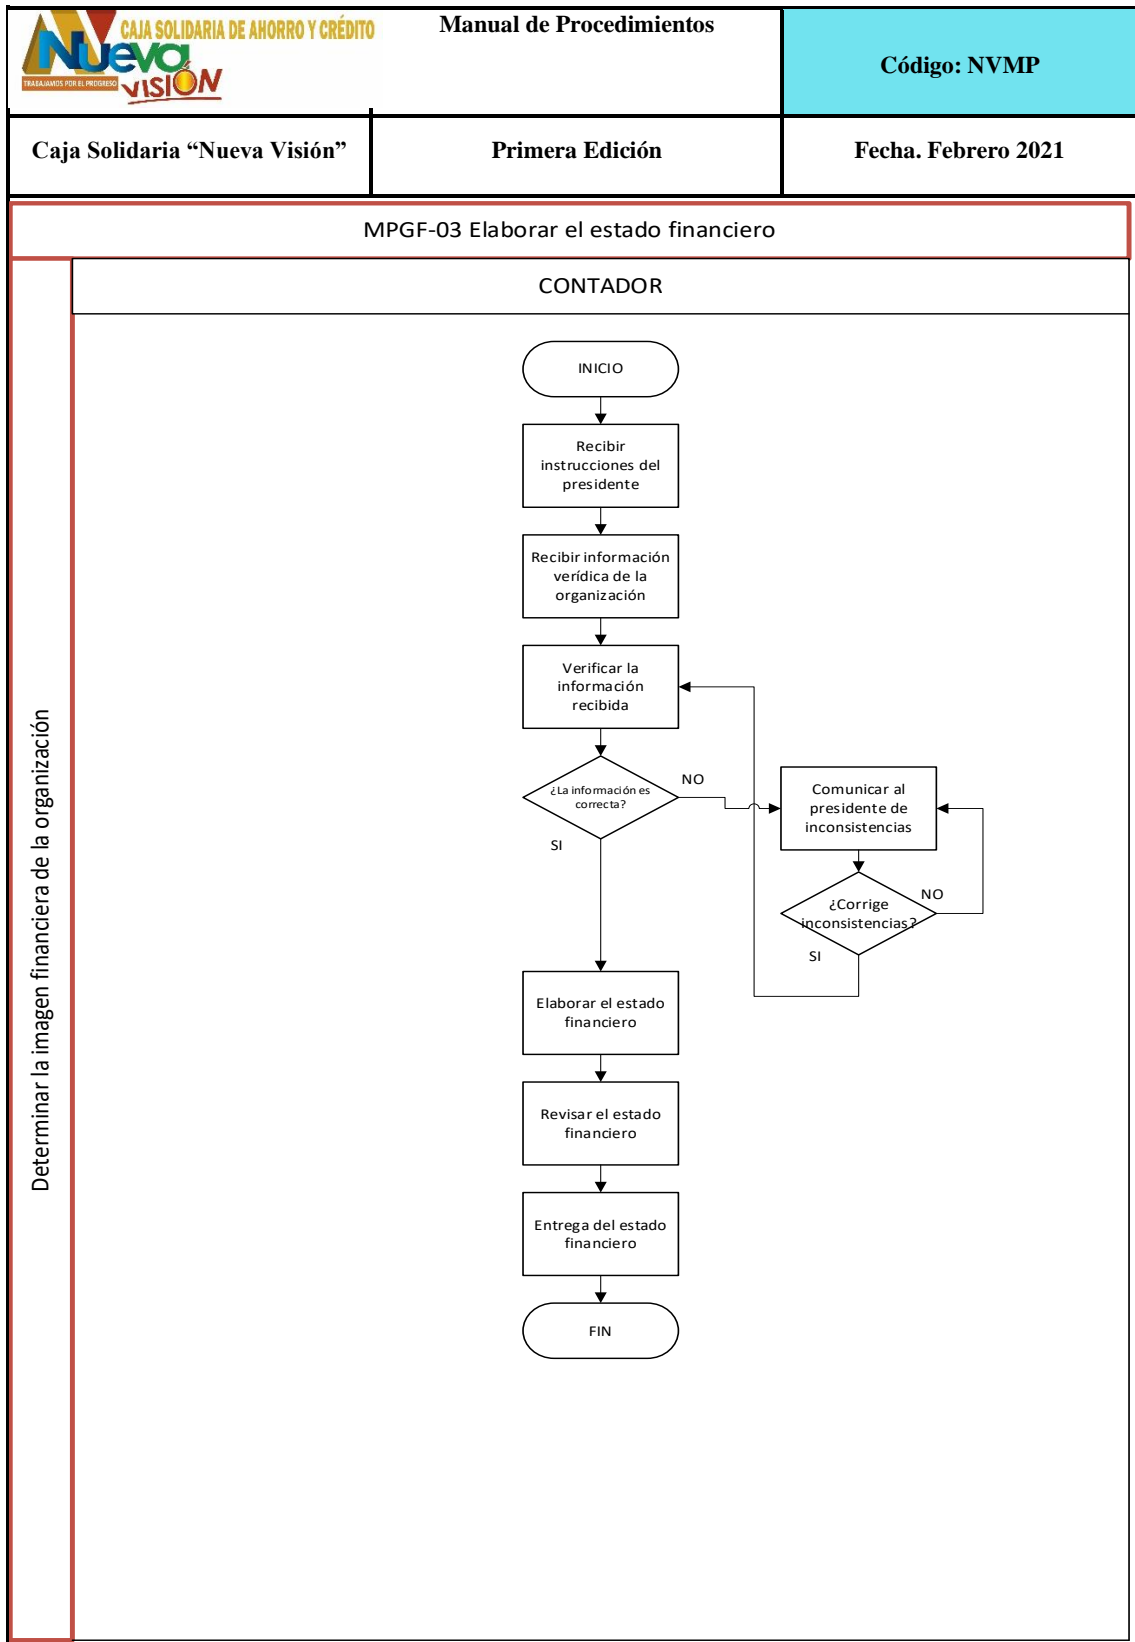 CAJA SOLIDARIA DE AHORRO Y CRÉDITO
Nueva
VISIÓN
TRABAJAMOS POR EL PROGRESO
Manual de Procedimientos
Código: NVMP
Caja Solidaria “Nueva Visión”
Primera Edición
Fecha. Febrero 2021
MPGF-03 Elaborar el estado financiero
CONTADOR
Determinar la imagen financiera de la organización
INICIO
Recibir
instrucciones del
presidente
Recibir información
verídica de la
organización
Verificar la
información
recibida
¿La información es
correcta?
NO
SI
Comunicar al
presidente de
inconsistencias
¿Corrige
inconsistencias?
NO
SI
Elaborar el estado
financiero
Revisar el estado
financiero
Entrega del estado
financiero
FIN